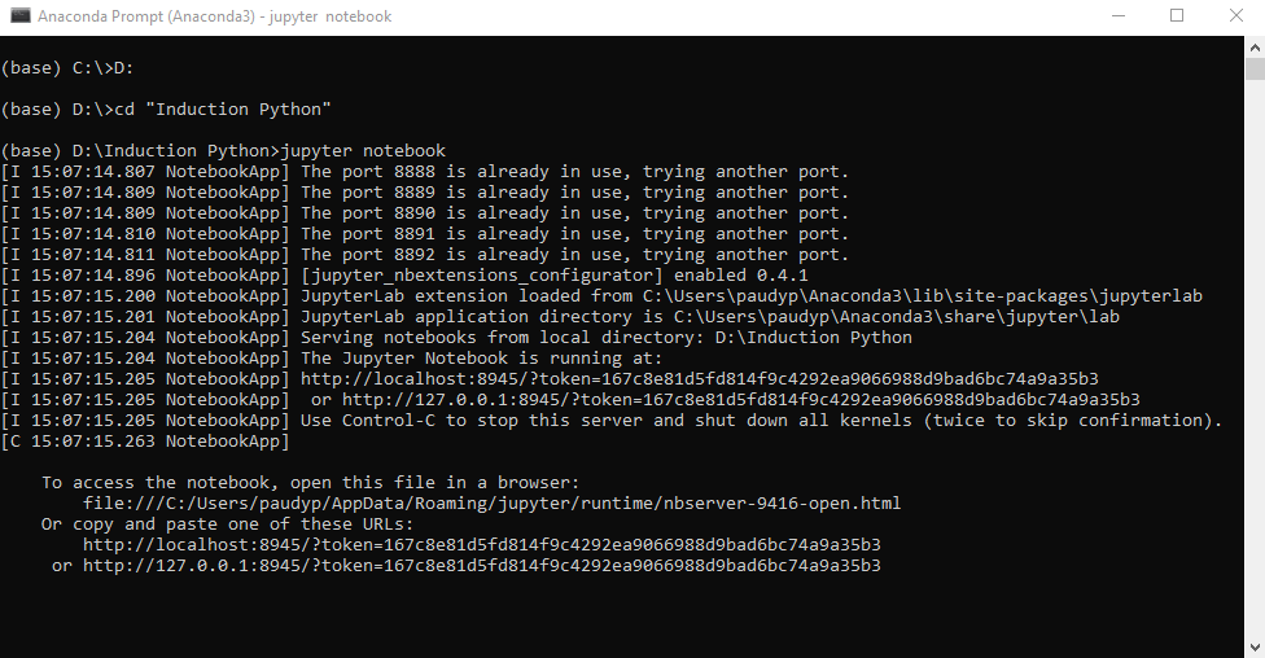 Anaconda Prompt (Anaconda3) - jupyter notebook
(base) C:\>D:
(base) D:\>cd "Induction Python"
(base) D:\Induction Python>jupyter notebook
[I 15:07:14.807 NotebookApp] The port 8888 is already in use, trying another port.
[I 15:07:14.809 NotebookApp] The port 8889 is already in use, trying another port.
[I 15:07:14.809 NotebookApp] The port 8890 is already in use, trying another port.
[I 15:07:14.810 NotebookApp] The port 8891 is already in use, trying another port.
[I 15:07:14.811 NotebookApp] The port 8892 is already in use, trying another port.
[I 15:07:14.896 NotebookApp] [jupyter_nbextensions_configurator] enabled 0.4.1
[I 15:07:15.200 NotebookApp] JupyterLab extension loaded from C:\Users\paudyp\Anaconda3\lib\site-packages\jupyterlab
[I 15:07:15.201 NotebookApp] JupyterLab application directory is C:\Users\paudyp\Anaconda3\share\jupyter\lab
[I 15:07:15.204 NotebookApp] Serving notebooks from local directory: D:\Induction Python
[I 15:07:15.204 NotebookApp] The Jupyter Notebook is running at:
[I 15:07:15.205 NotebookApp] http://localhost:8945/?token=167c8e81d5fd814f9c4292ea9066988d9bad6bc74a9a35b3
[I 15:07:15.205 NotebookApp]  or http://127.0.0.1:8945/?token=167c8e81d5fd814f9c4292ea9066988d9bad6bc74a9a35b3
[I 15:07:15.205 NotebookApp] Use Control-C to stop this server and shut down all kernels (twice to skip confirmation).
[C 15:07:15.263 NotebookApp]
To access the notebook, open this file in a browser:
file:///C:/Users/paudyp/AppData/Roaming/jupyter/runtime/nbserver-9416-open.html
Or copy and paste one of these URLs:
http://localhost:8945/?token=167c8e81d5fd814f9c4292ea9066988d9bad6bc74a9a35b3
or http://127.0.0.1:8945/?token=167c8e81d5fd814f9c4292ea9066988d9bad6bc74a9a35b3